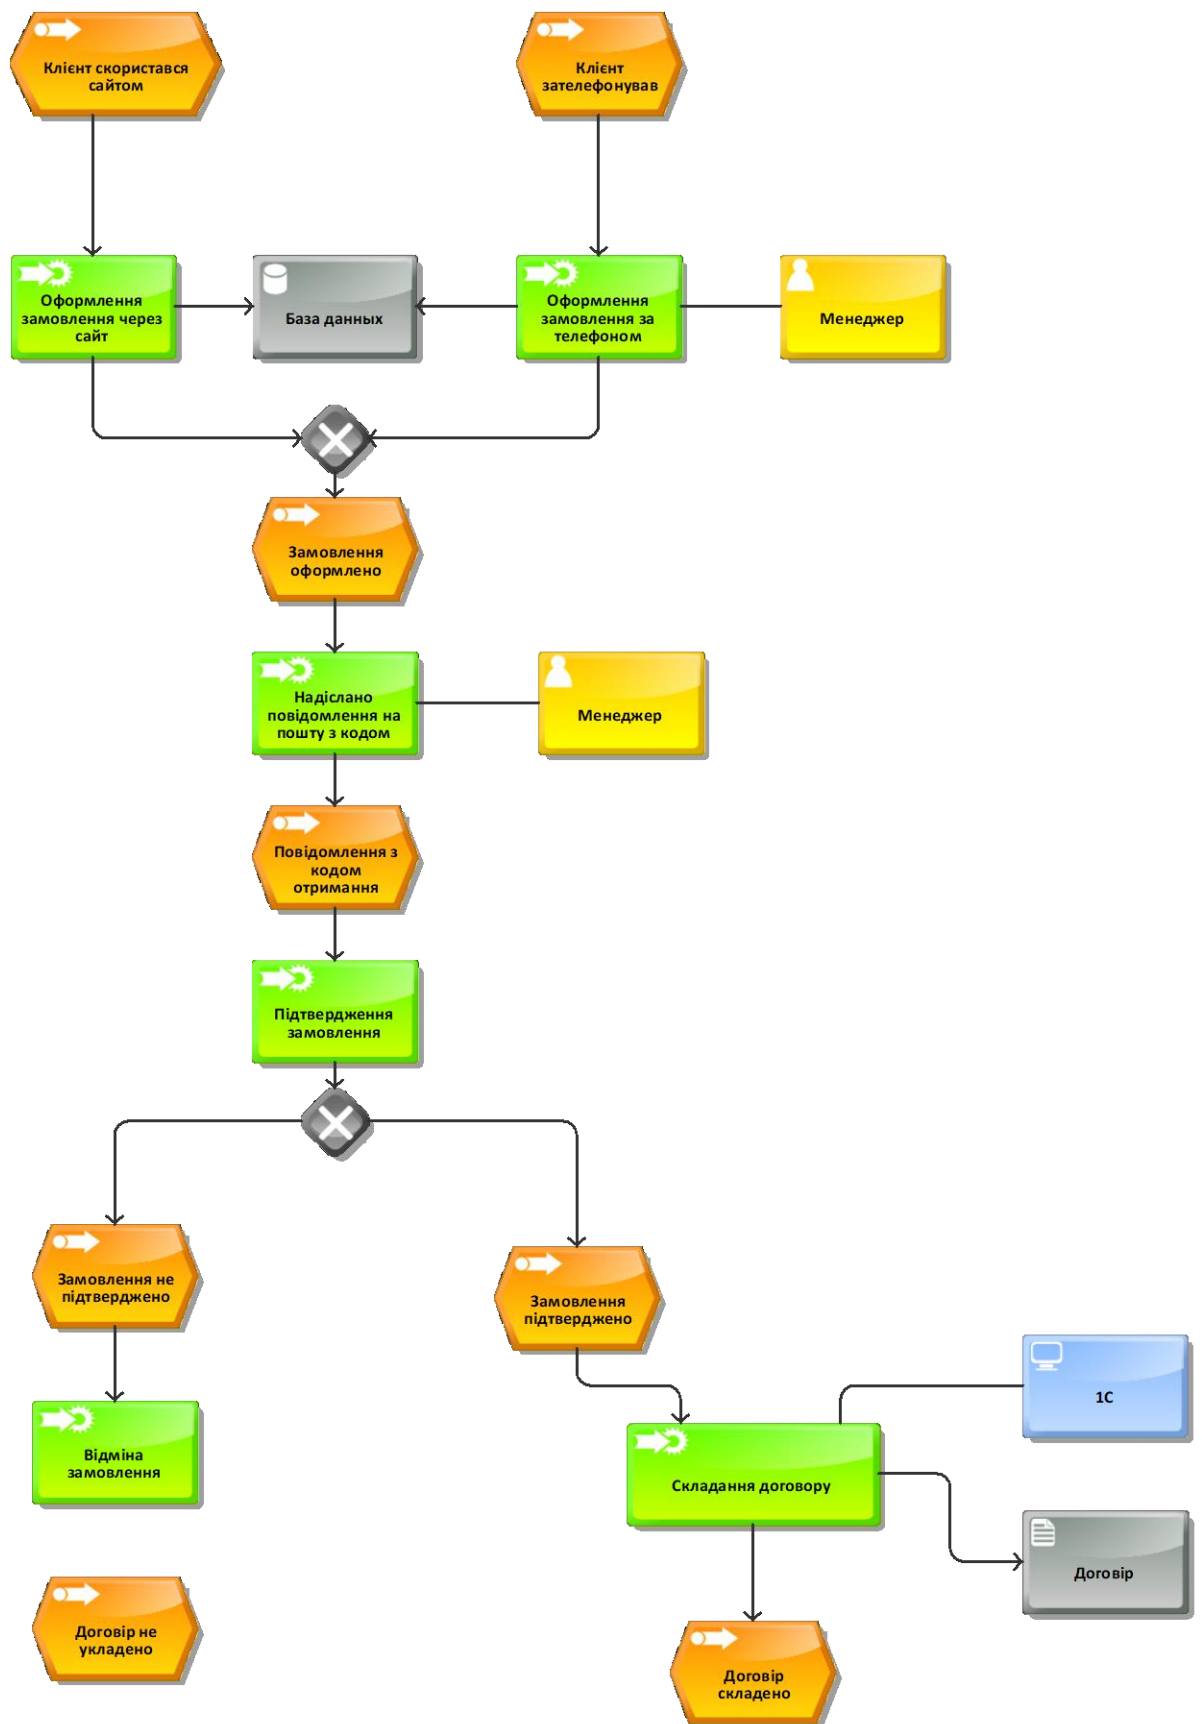 Клієнт скористався
сайтом
Клієнт
зателефонував
Оформлення
замовлення через
сайт
База данных
Оформлення
замовлення за
телефоном
Менеджер
Замовлення
оформлено
Надіслано
повідомлення на
пошту з кодом
Менеджер
Повідомлення з
кодом
отримання
Підтвердження
замовлення
Замовлення не
підтверджено
Замовлення
підтверджено
1С
Відміна
замовлення
Складання договору
Договір
Договір не
укладено
Договір
складено